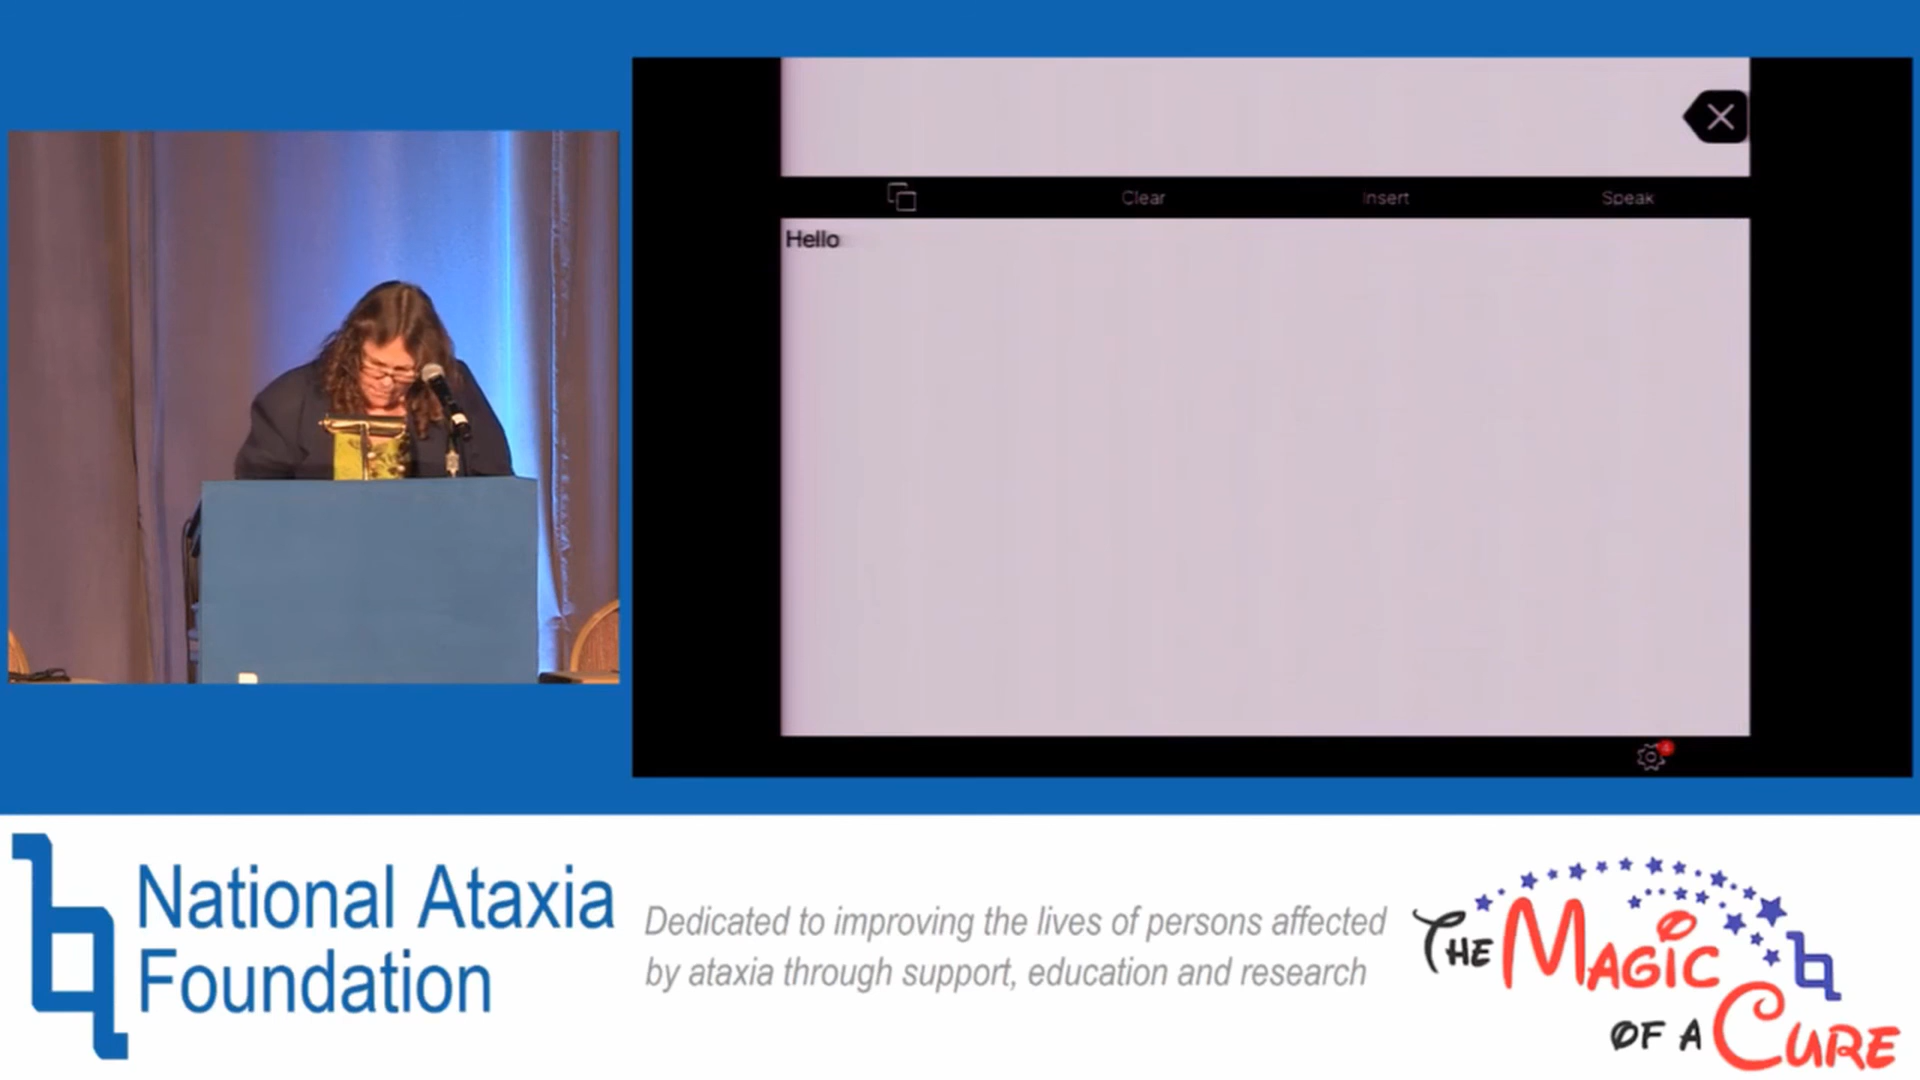 Clear Insert Speak
Hello
National Ataxia
Foundation
Dedicated to improving the lives of persons affected
by ataxia through support, education and research
THE MAGIC
OF A CURE